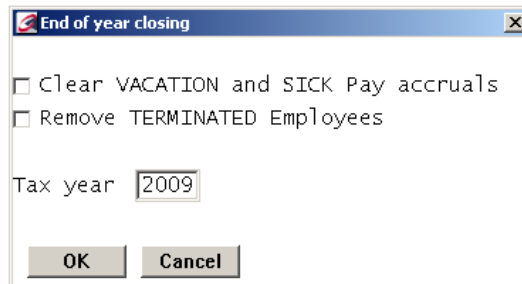 End of year closing
Clear VACATION and SICK Pay accruals
Remove TERMINATED Employees
Tax year 2009
OK Cancel